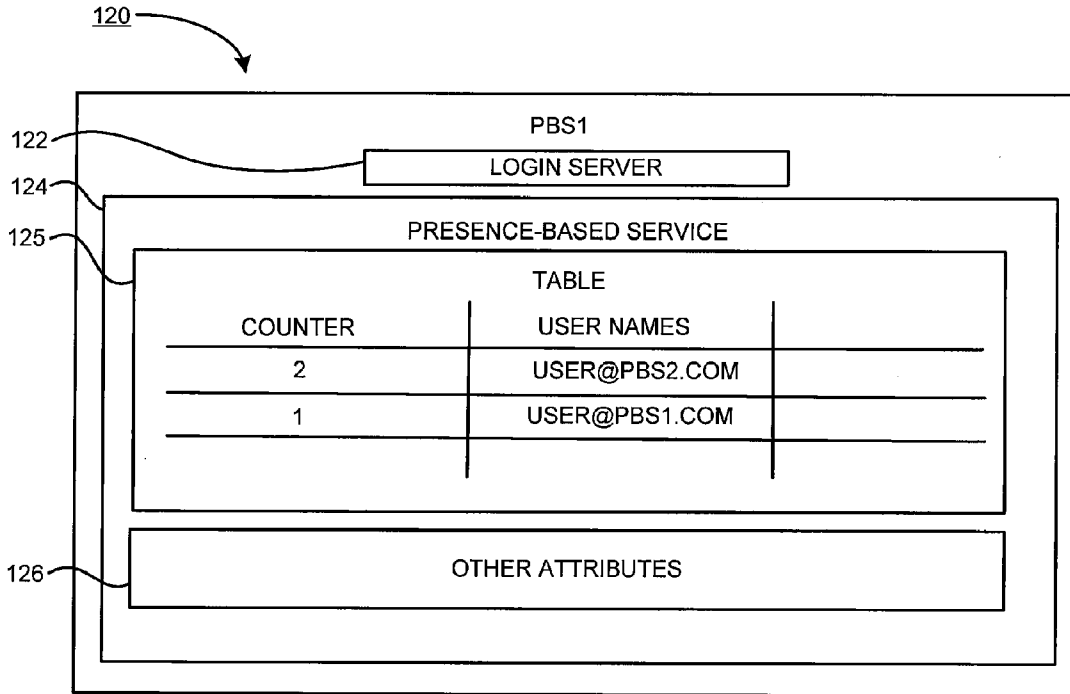 120
PBS1
122
LOGIN SERVER
124
PRESENCE-BASED SERVICE
125
TABLE
COUNTER USER NAMES
2 USER@PBS2.COM
1 USER@PBS1.COM
126
OTHER ATTRIBUTES